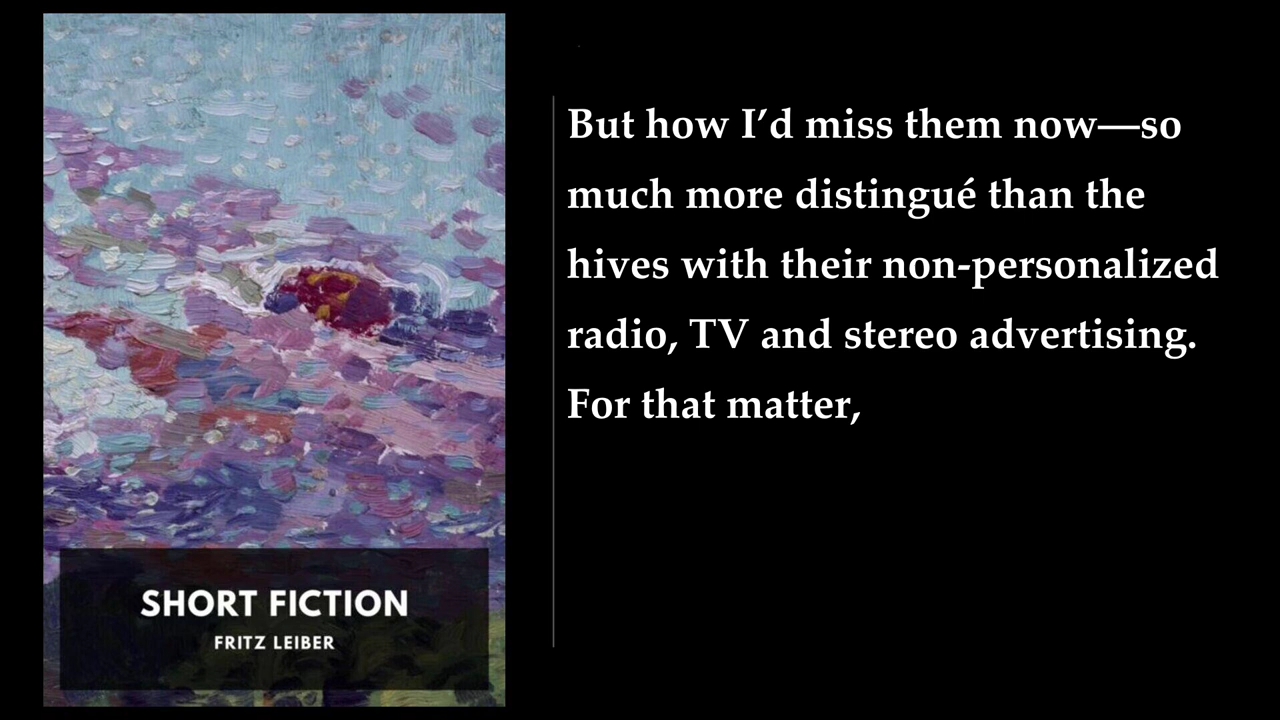 But how I’d miss them now—so
much more distingué than the
hives with their non-personalized
radio, TV and stereo advertising.
For that matter,
SHORT FICTION
FRITZ LEIBER